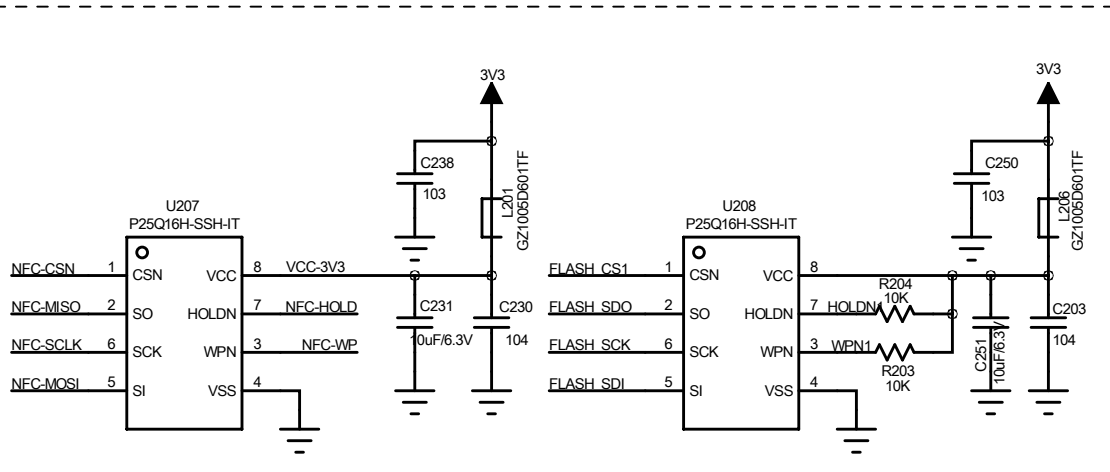 3V3
C238
103
L201
GZ1005D601TF
U207
P25Q16H-SSH-IT
NFC-CSN 1 CSN VCC 8 VCC-3V3
NFC-MISO 2 SO HOLDN 7 NFC-HOLD
NFC-SCLK 6 SCK WPN 3 NFC-WP
NFC-MOSI 5 SI VSS 4
C231
10uF/6.3V
C230
104
3V3
C250
103
L206
GZ1005D601TF
U208
P25Q16H-SSH-IT
FLASH_CS1 1 CSN VCC 8
FLASH_SDO 2 SO HOLDN 7 HOLDN1
FLASH_SCK 6 SCK WPN 3 WPN1
FLASH_SDI 5 SI VSS 4
R204
10K
R203
10K
C251
10uF/6.3V
C203
104